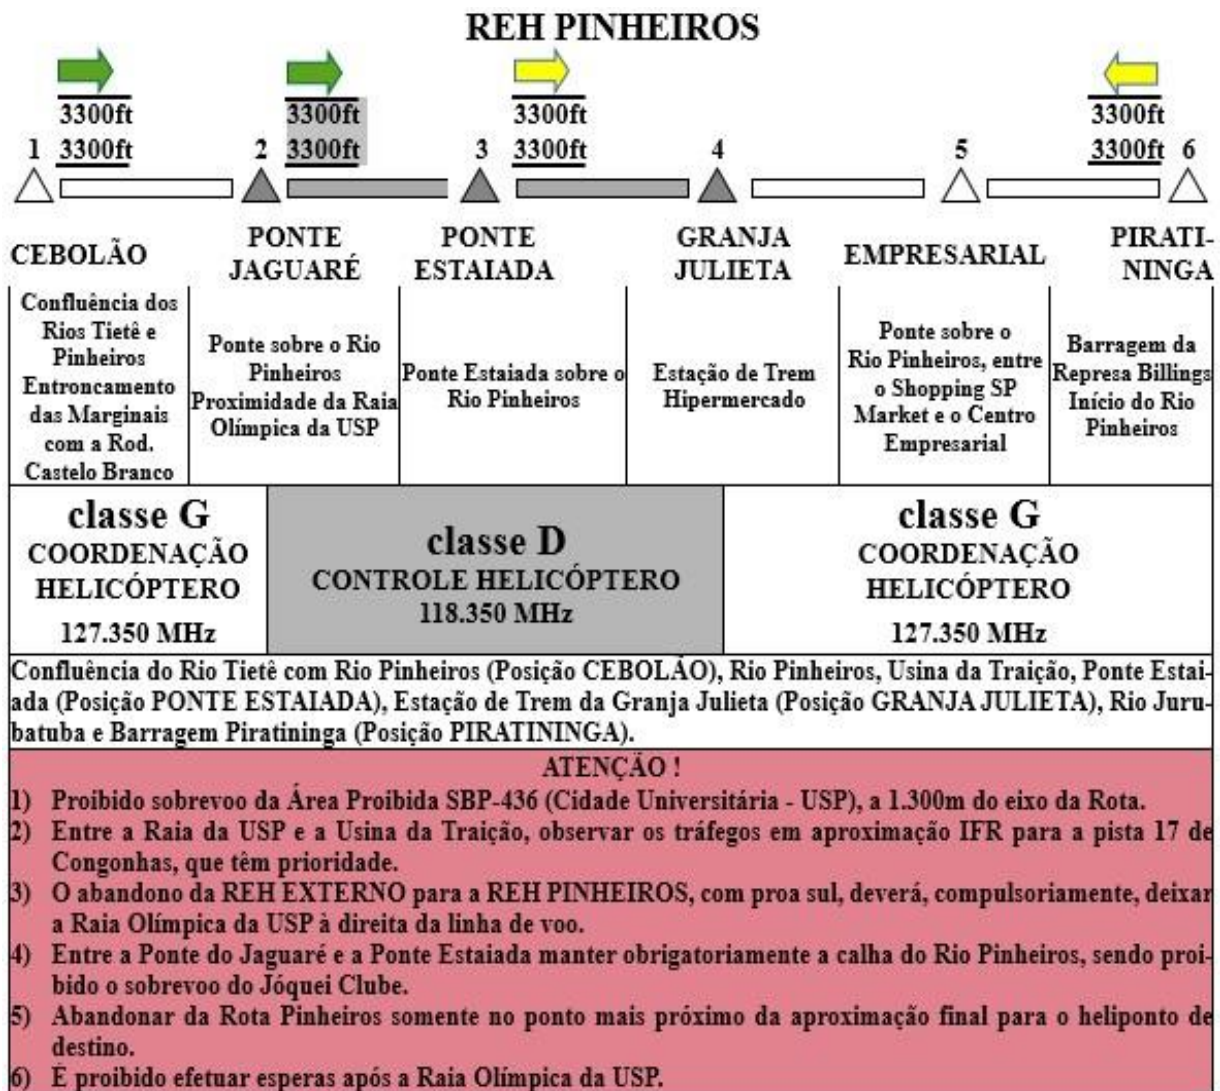 REH PINHEIROS
3300ft 3300ft 3300ft 3300ft
1 3300ft 2 3300ft 3 3300ft 4 5 3300ft 6
CEBOLÃO
PONTE
JAGUARÉ
PONTE
ESTAIADA
GRANJA
JULIETA
EMPRESARIAL
PIRATI-
NINGA
Confluência dos
Rios Tietê e
Pinheiros
Entroncamento
das Marginais
com a Rod.
Castelo Branco
Ponte sobre o Rio
Pinheiros
Proximidade da Raia
Olímpica da USP
Ponte Estaiada sobre o
Rio Pinheiros
Estação de Trem
Hipermercado
Ponte sobre o
Rio Pinheiros, entre
o Shopping SP
Market e o Centro
Empresarial
Barragem da
Represa Billings
Início do Rio
Pinheiros
classe G
COORDENAÇÃO
HELICÓPTERO
127.350 MHz
classe D
CONTROLE HELICÓPTERO
118.350 MHz
classe G
COORDENAÇÃO
HELICÓPTERO
127.350 MHz
Confluência do Rio Tietê com Rio Pinheiros (Posição CEBOLÃO), Rio Pinheiros, Usina da Traição, Ponte Estai-
ada (Posição PONTE ESTAIADA), Estação de Trem da Granja Julieta (Posição GRANJA JULIETA), Rio Juru-
batuba e Barragem Piratininga (Posição PIRATININGA).
ATENÇÃO !
1) Proibido sobrevoo da Área Proibida SBP-436 (Cidade Universitária - USP), a 1.300m do eixo da Rota.
2) Entre a Raia da USP e a Usina da Traição, observar os tráfegos em aproximação IFR para a pista 17 de
Congonhas, que têm prioridade.
3) O abandono da REH EXTERNO para a REH PINHEIROS, com proa sul, deverá, compulsoriamente, deixar
a Raia Olímpica da USP à direita da linha de voo.
4) Entre a Ponte do Jaguaré e a Ponte Estaiada manter obrigatoriamente a calha do Rio Pinheiros, sendo proi-
bido o sobrevoo do Jóquei Clube.
5) Abandonar da Rota Pinheiros somente no ponto mais próximo da aproximação final para o heliponto de
destino.
6) É proibido efetuar esperas após a Raia Olímpica da USP.